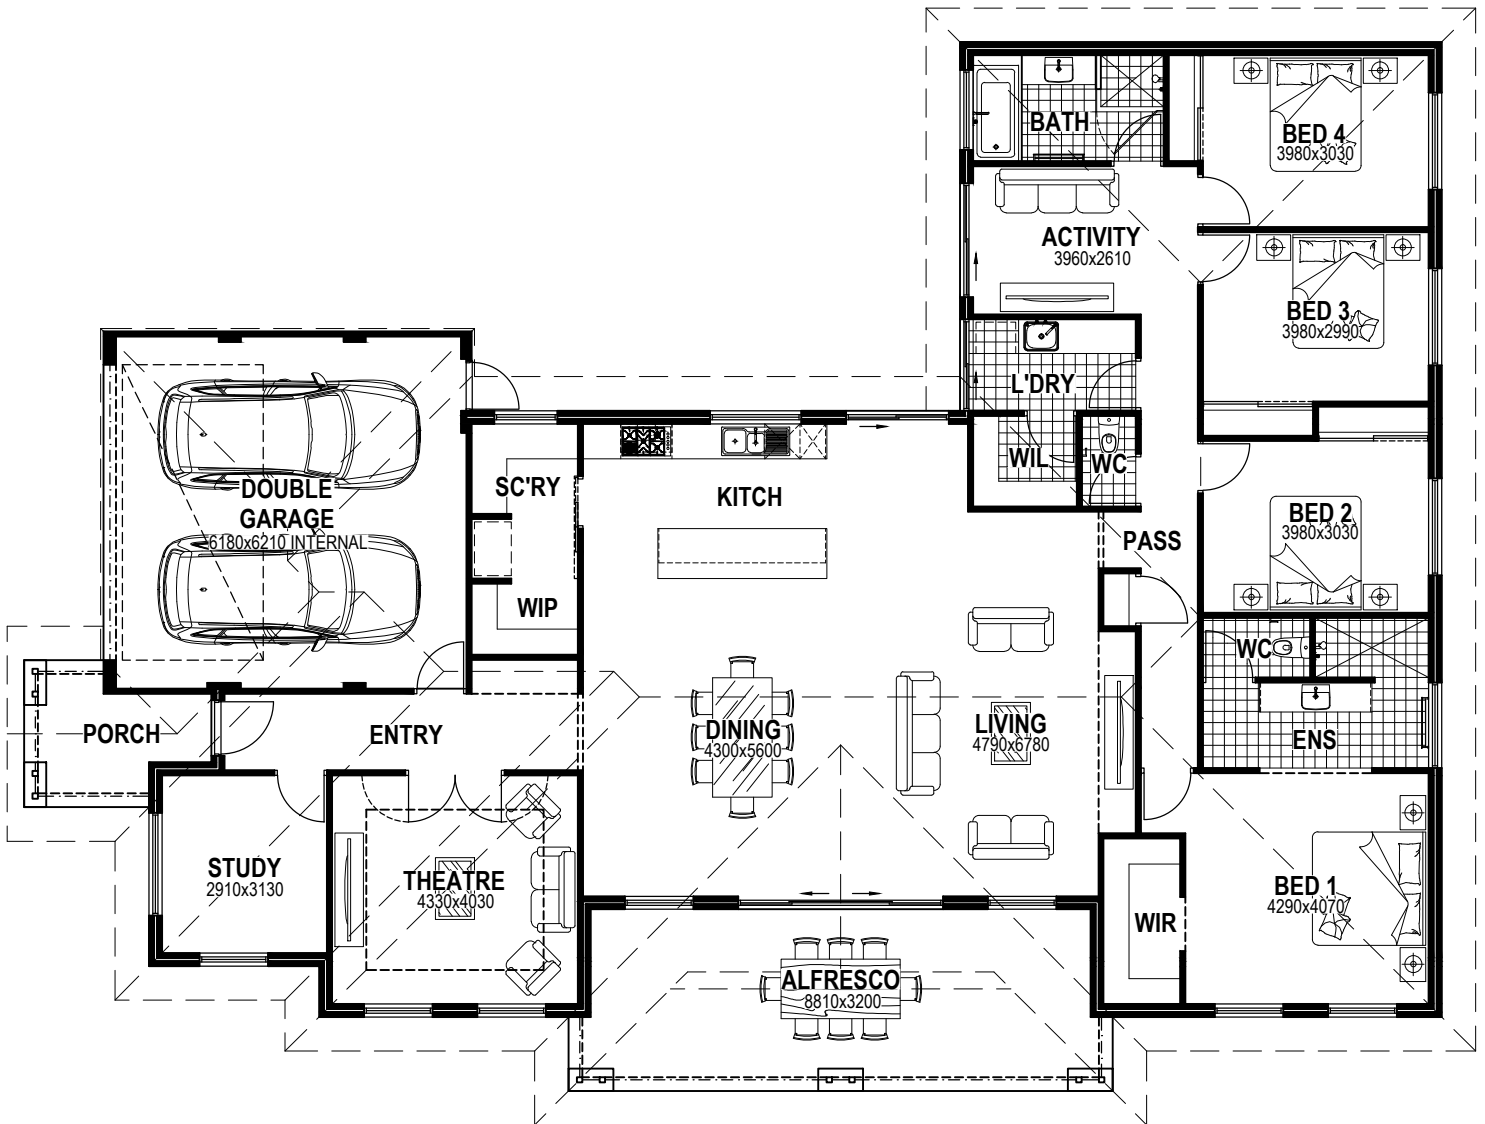 BATH
BED 4
3980x3030
ACTIVITY
3960x2610
BED 3
3980x2990
L'DRY
WIL
WC
SC'RY
KITCH
DOUBLE
GARAGE
6180x6210 INTERNAL
BED 2
3980x3030
PASS
WIP
WC
PORCH
ENTRY
DINING
4300x5600
LIVING
4790x6780
ENS
STUDY
2910x3130
THEATRE
4330x4030
BED 1
4290x4070
WIR
ALFRESCO
8810x3200